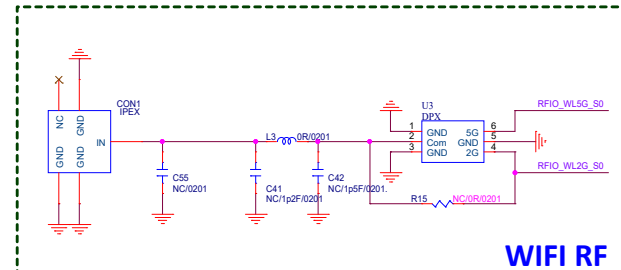 CON1
IPEX
NC
GND
IN
GND
GND
C55
NC/0201
L3
0R/0201
C41
NC/1p2F/0201
C42
NC/1p5F/0201.
U3
DPX
1
GND
5G
6
RFIO_WL5G_S0
2
Com
GND
5
3
GND
2G
4
RFIO_WL2G_S0
R15
NC/0R/0201
WIFI RF